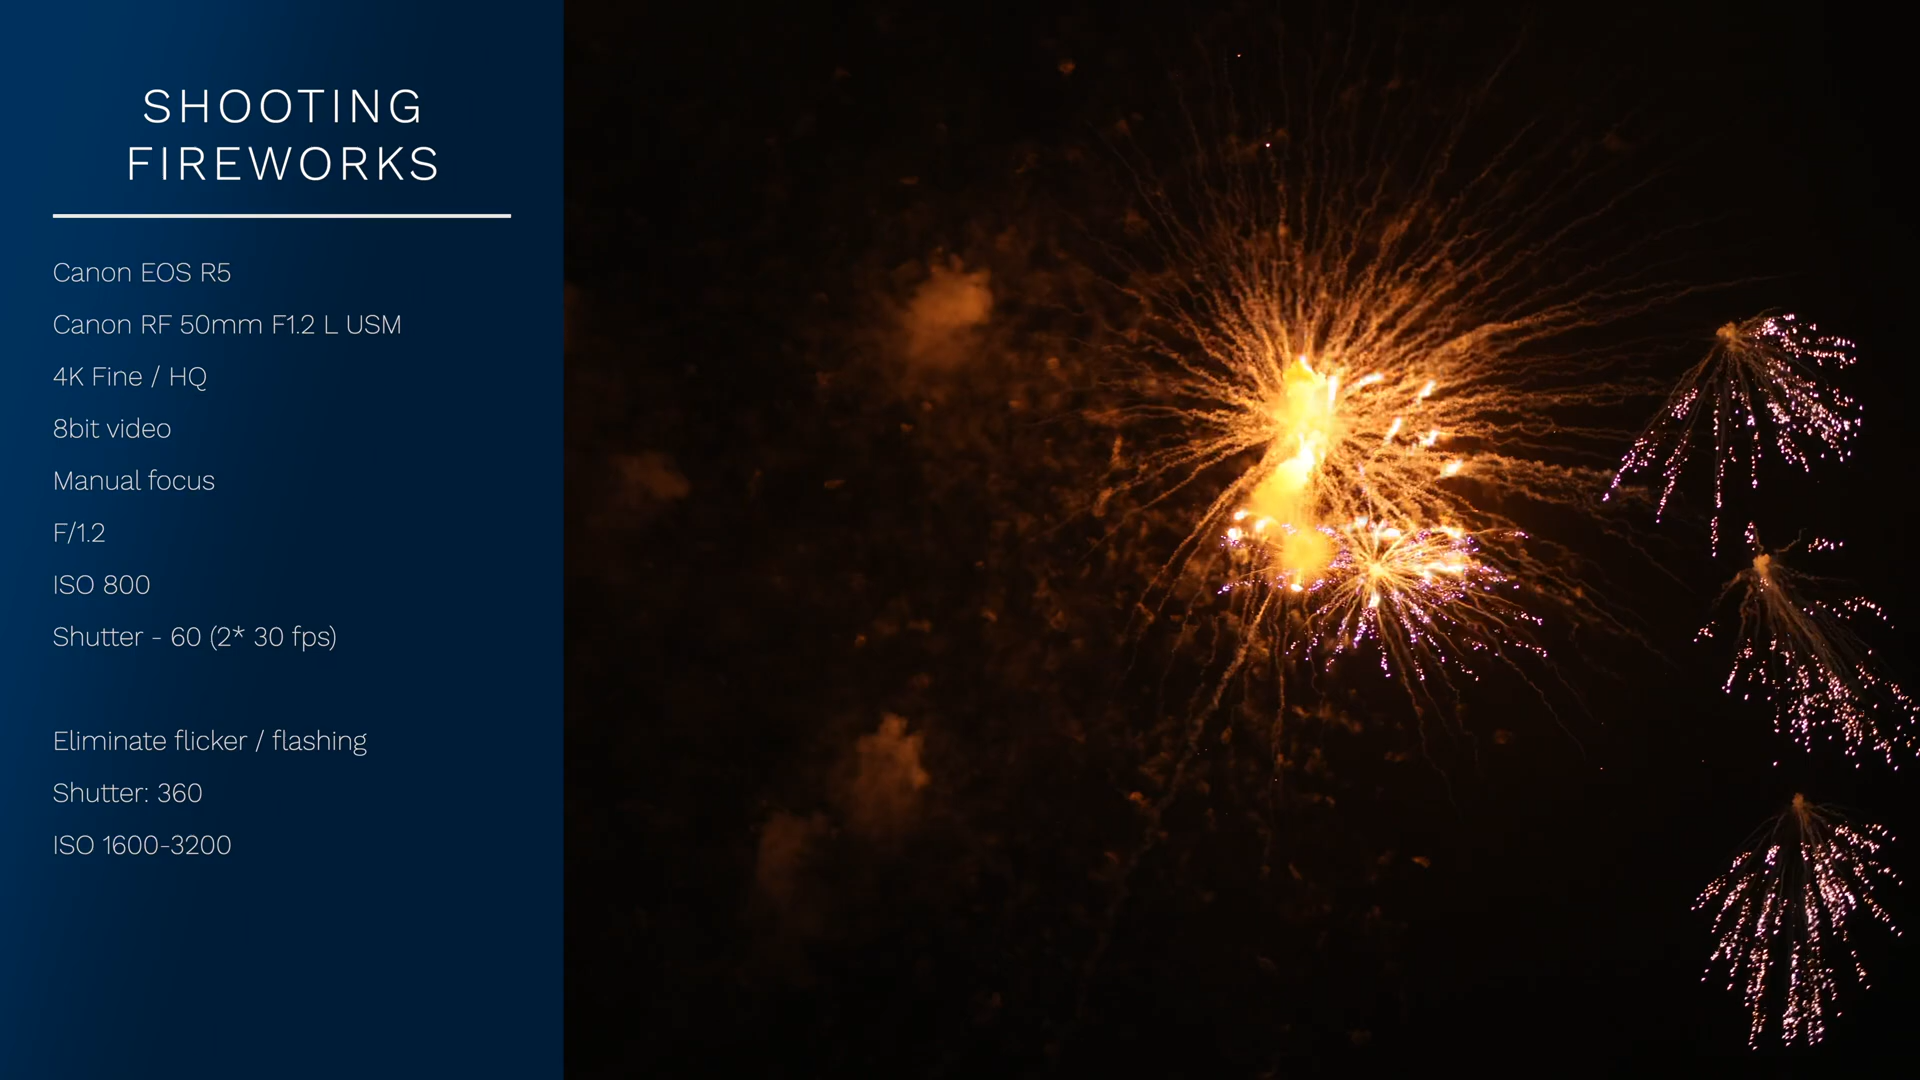 SHOOTING
FIREWORKS
Canon EOS R5
Canon RF 50mm F1.2 L USM
4K Fine / HQ
8bit video
Manual focus
F/1.2
ISO 800
Shutter - 60 (2* 30 fps)
Eliminate flicker / flashing
Shutter: 360
ISO 1600-3200